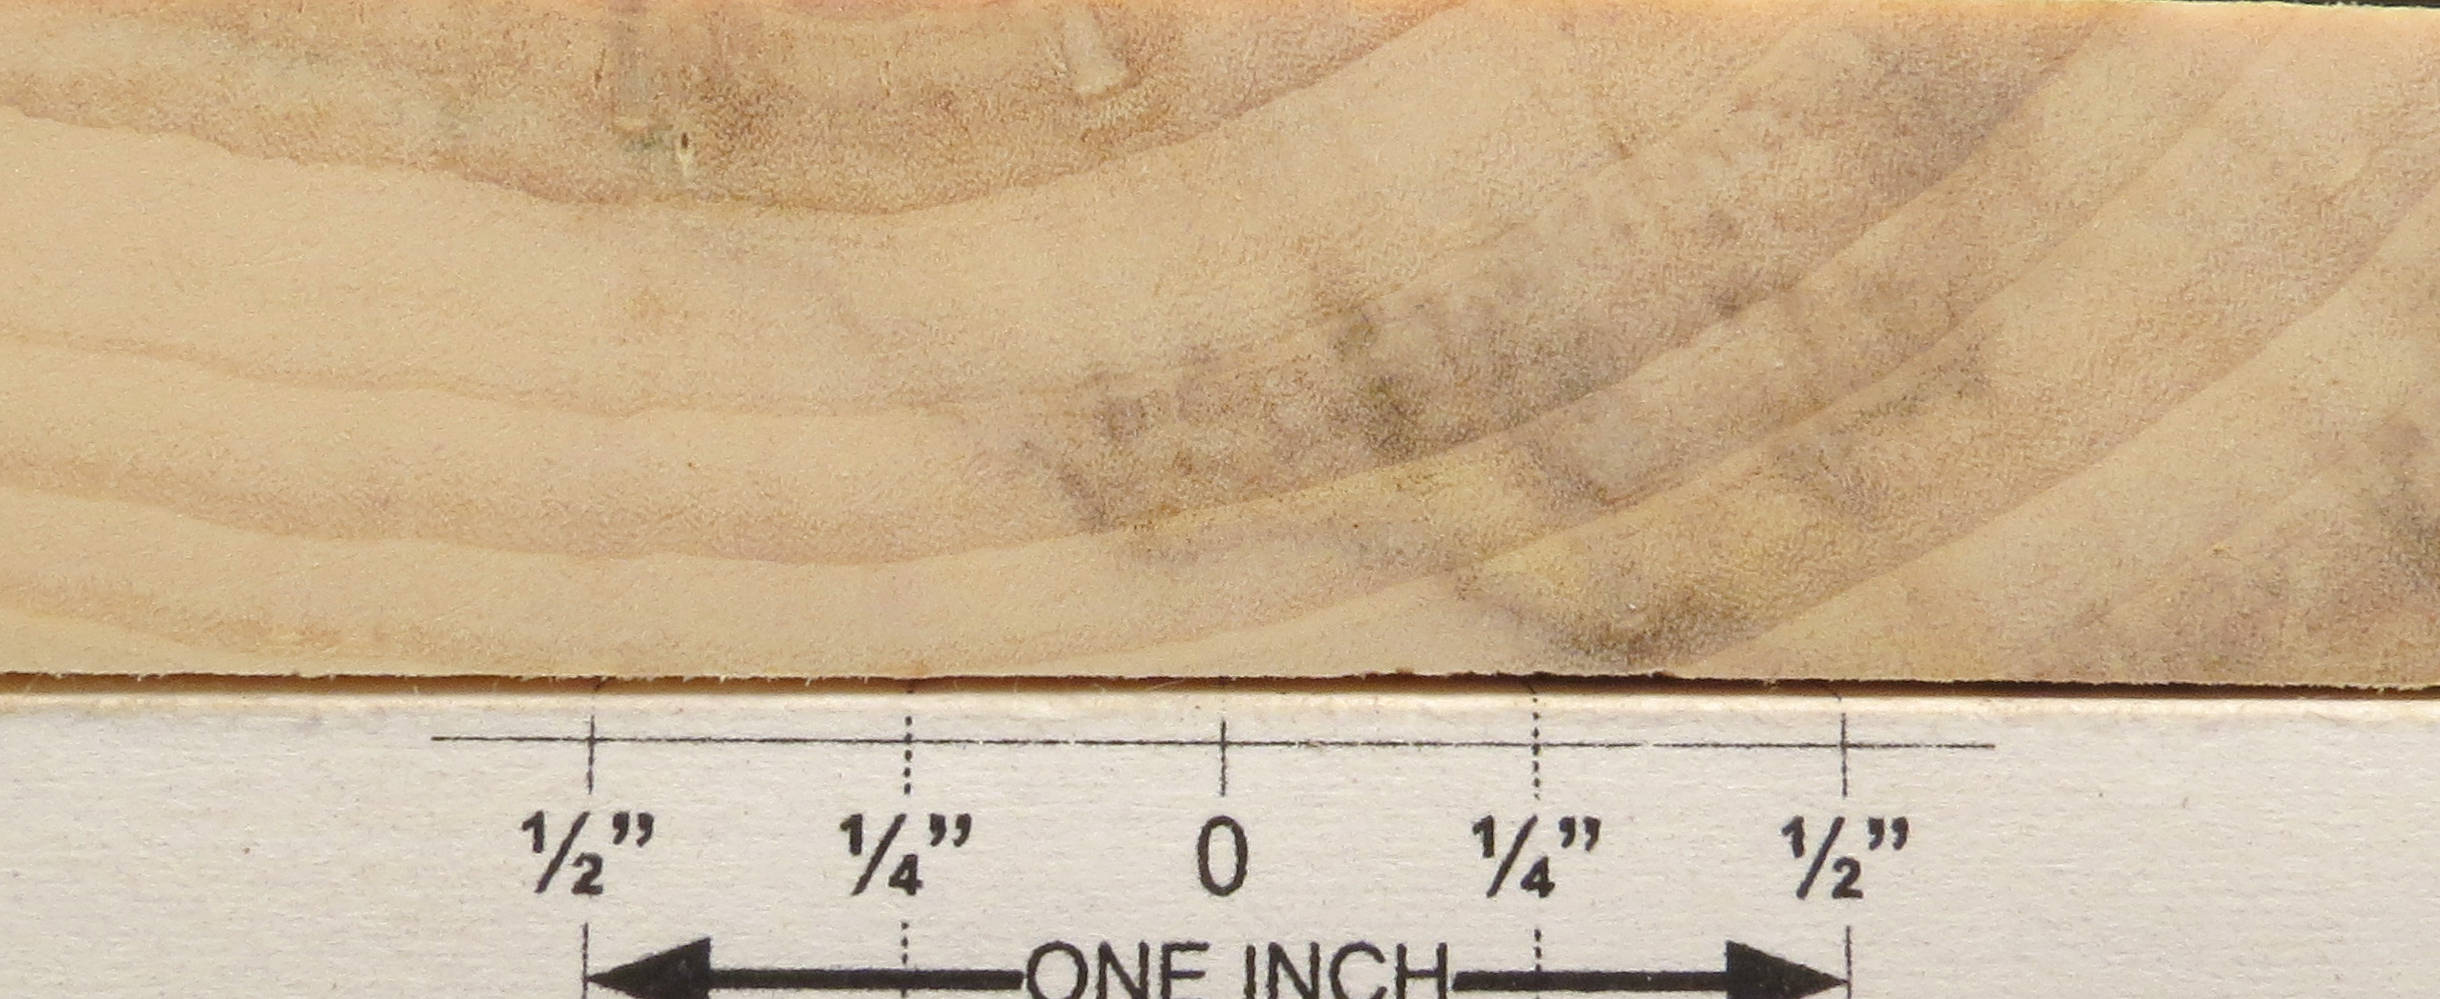 ½” ¼” 0 ¼” ½”
ONE INCH